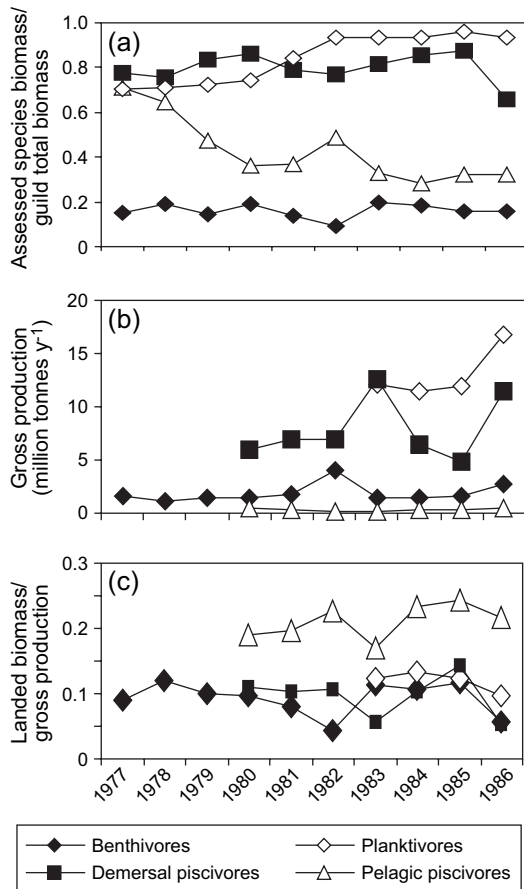 (a)
Assessed species biomass/
guild total biomass
1.0
0.8
0.6
0.4
0.2
0
(b)
Gross production
(million tonnes y⁻¹)
20
15
10
5
0
(c)
Landed biomass/
gross production
0.3
0.2
0.1
0
1977 1978 1979 1980 1981 1982 1983 1984 1985 1986
Benthivores Planktivores
Demersal piscivores Pelagic piscivores